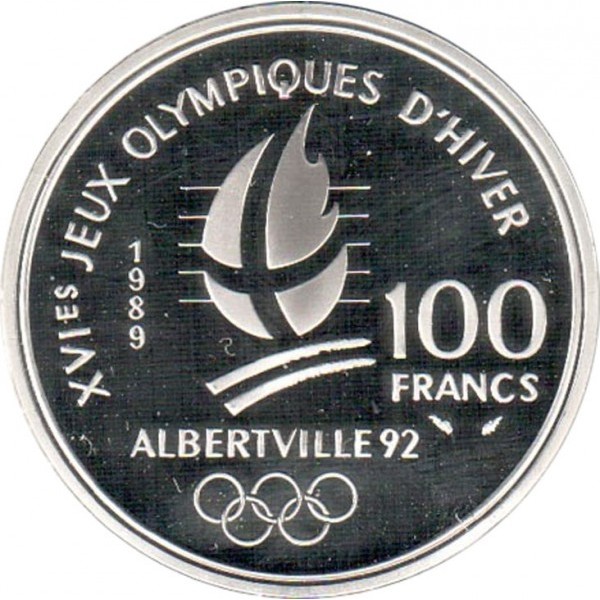 XVIES JEUX OLYMPIQUES D'HIVER
1989
100
FRANCS
ALBERTVILLE 92